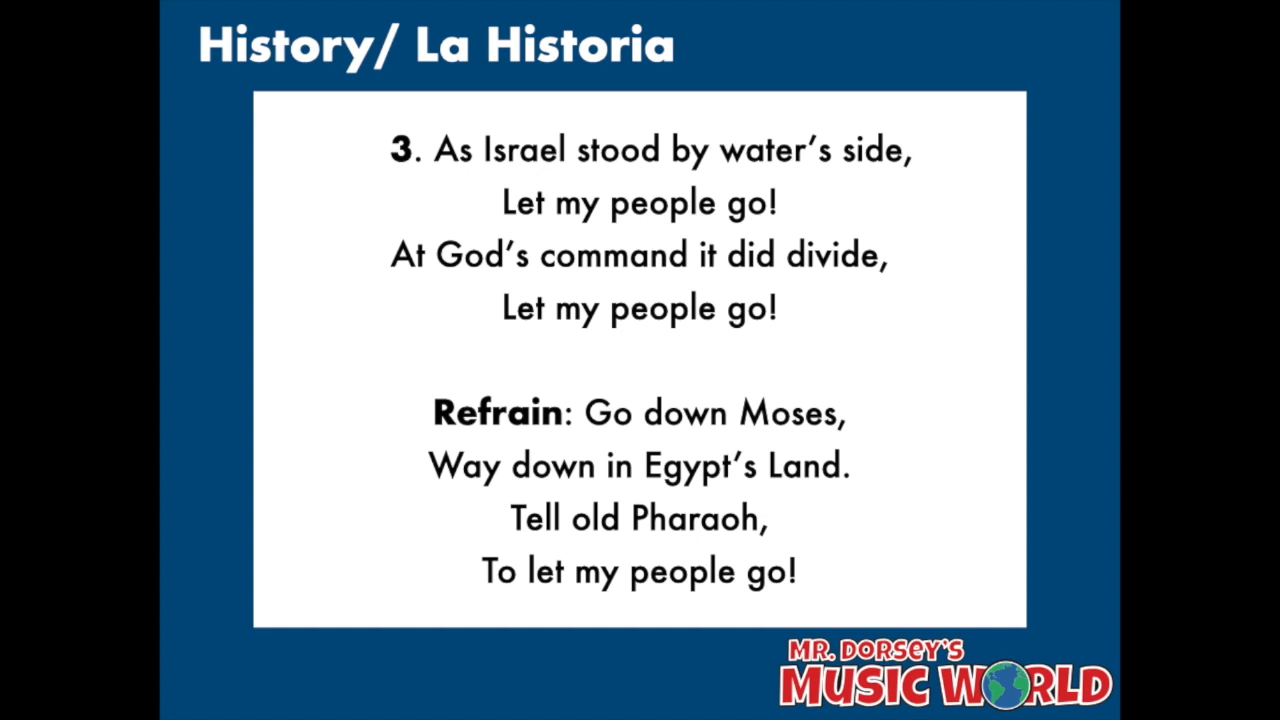 History/ La Historia
3. As Israel stood by water's side,
Let my people go!
At God's command it did divide,
Let my people go!
Refrain: Go down Moses,
Way down in Egypt's Land.
Tell old Pharaoh,
To let my people go!
MR. DORSEY'S
MUSIC WORLD